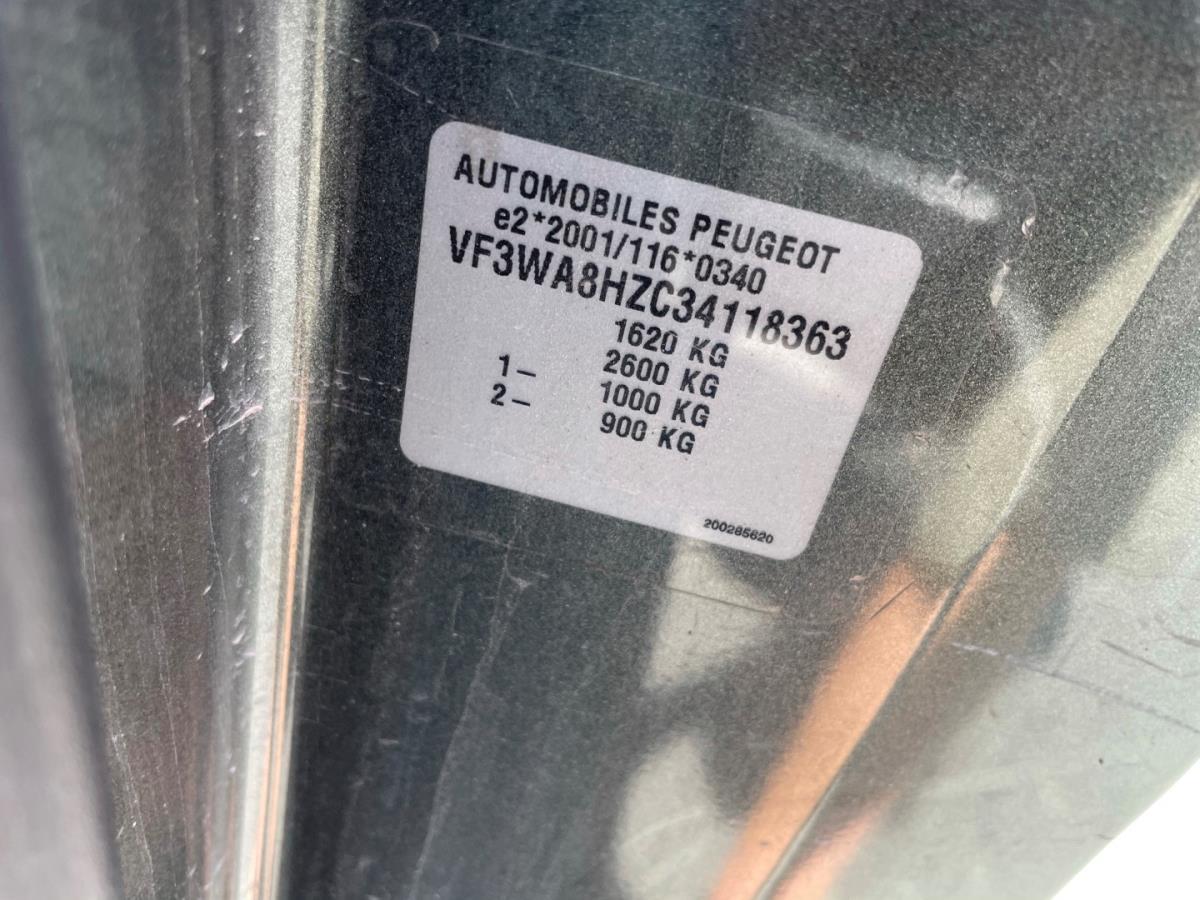 AUTOMOBILES PEUGEOT
e2*2001/116*0340
VF3WA8HZC34118363
1620 KG
1– 2600 KG
2– 1000 KG
900 KG
200285620